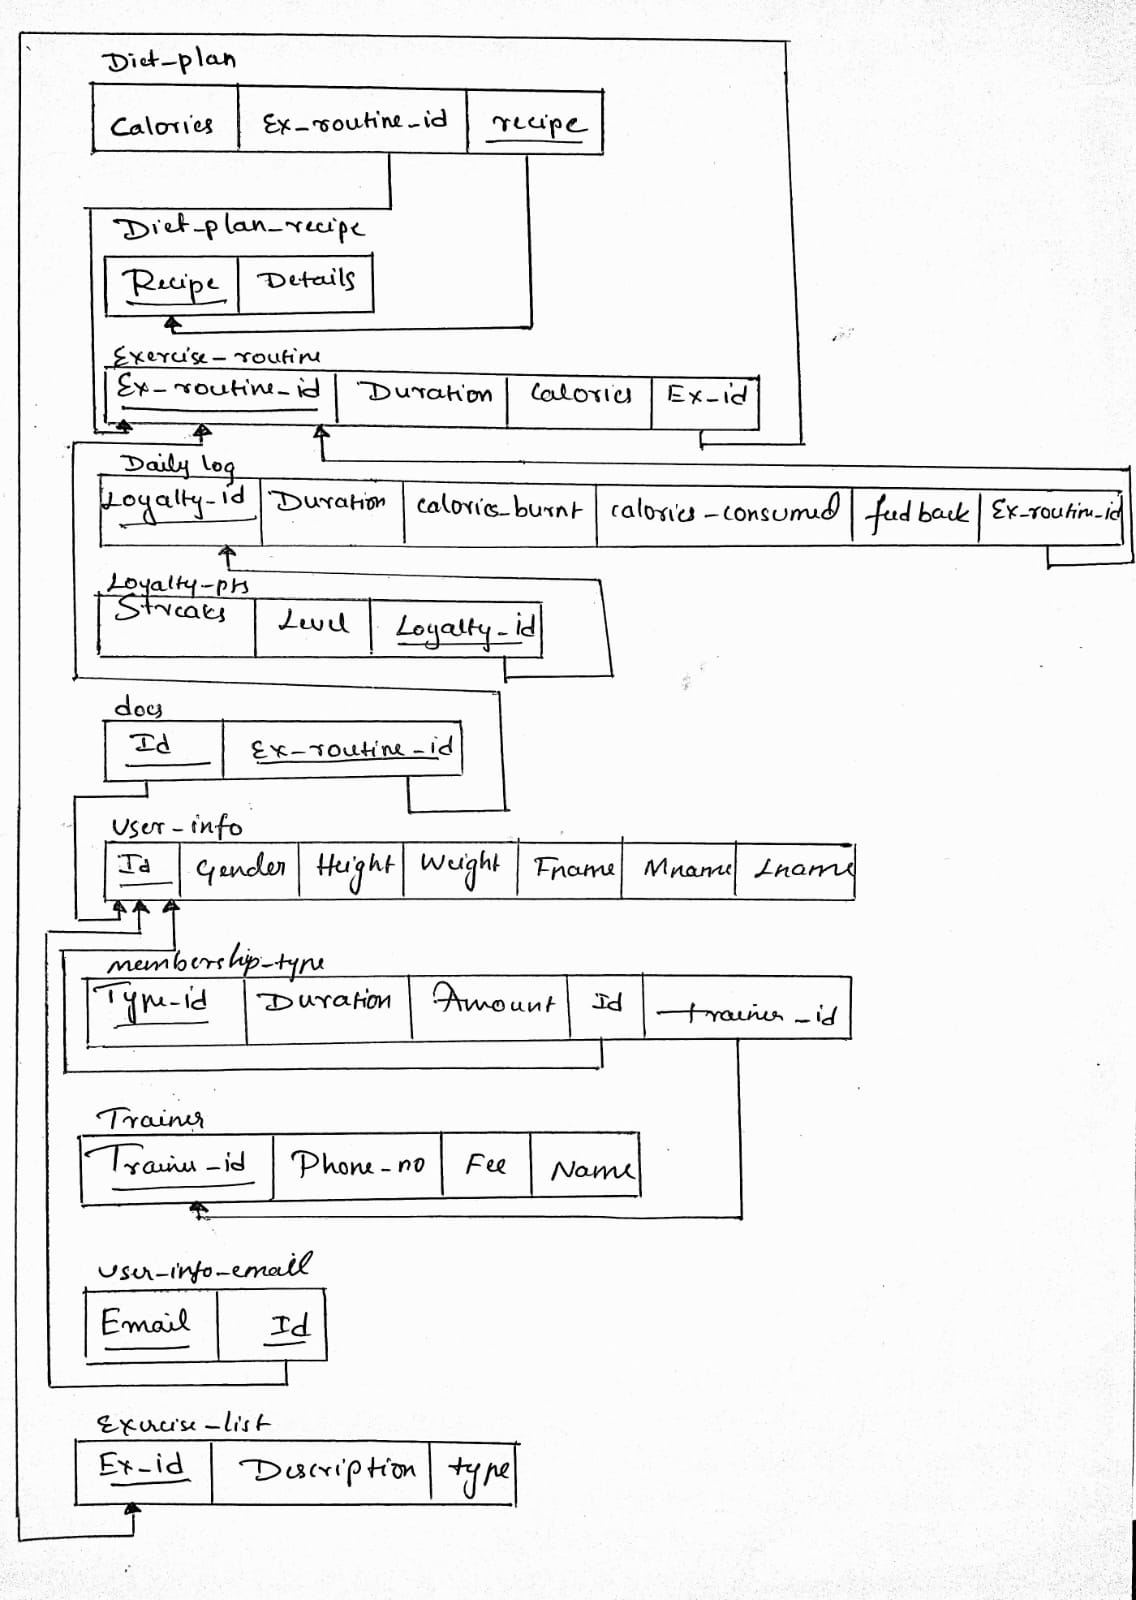 Diet-plan
Calories Ex-routine-id recipe
Diet-plan-recipe
Recipe Details
Exercise-routine
Ex-routine-id Duration Calories Ex-id
Daily log
Loyalty-id Duration calories-burnt calories-consumed feedback Ex-routine-id
Loyalty-pts
Streaks Level Loyalty-id
does
Id Ex-routine-id
User-info
Id Gender Height Weight Fname Mname Lname
membership-type
Type-id Duration Amount Id trainer-id
Trainer
Trainer-id Phone-no Fee Name
user-info-email
Email Id
Exercise-list
Ex-id Description type